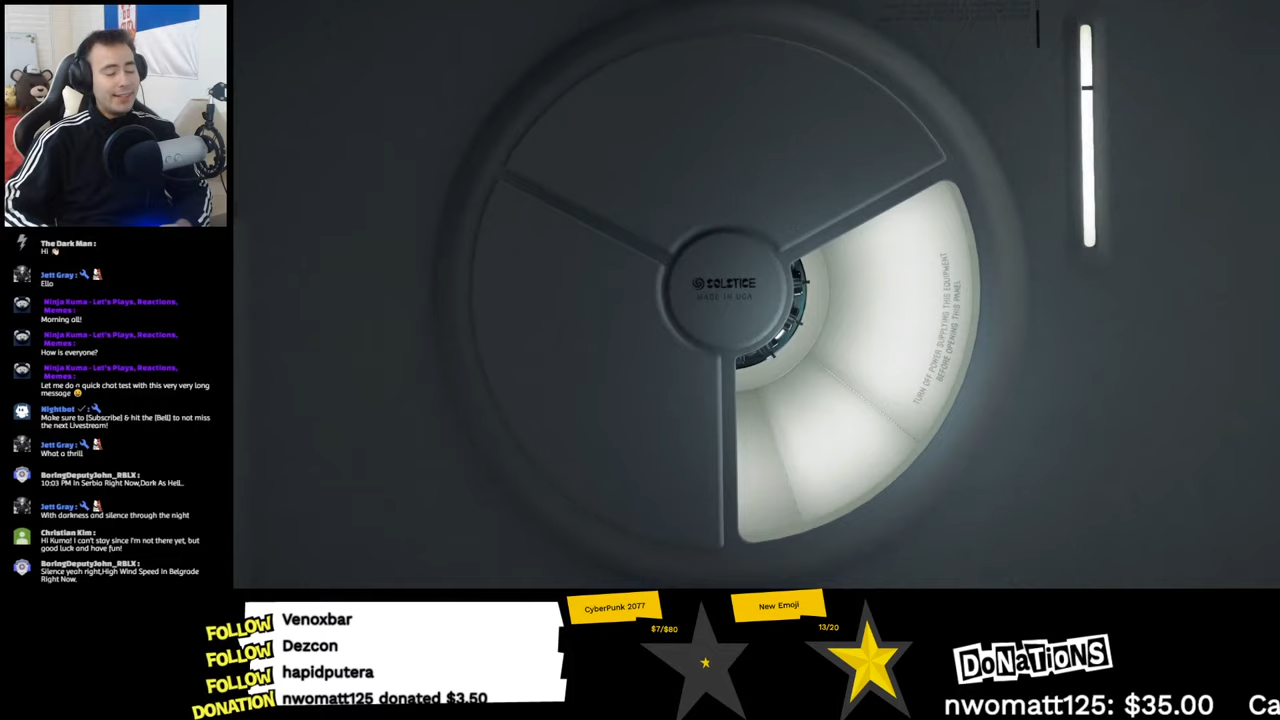 The Dark Man :
Hi 👋🏻
Jett Gray :
Ello
Ninja Kuma - Let's Plays, Reactions,
Memes :
Morning all!
Ninja Kuma - Let's Plays, Reactions,
Memes :
How is everyone?
Ninja Kuma - Let's Plays, Reactions,
Memes :
Let me do a quick chat test with this very very long
message
Nightbot ✓ :
Make sure to [Subscribe] & hit the [Bell] to not miss
the next Livestream!
Jett Gray :
What a thrill
BoringDeputyJohn_RBLX :
10:03 PM In Serbia Right Now,Dark As Hell..
Jett Gray :
With darkness and silence through the night
Christian Kim :
Hi Kuma! I can't stay since I'm not there yet, but
good luck and have fun!
BoringDeputyJohn_RBLX :
Silence yeah right,High Wind Speed In Belgrade
Right Now.
SOLSTICE
MADE IN UCA
TURN OFF POWER SUPPLYING THIS EQUIPMENT
BEFORE OPENING THIS PANEL
FOLLOW Venoxbar
FOLLOW Dezcon
FOLLOW hapidputera
DONATION nwomatt125 donated $3.50
CyberPunk 2077
$7/$80
New Emoji
13/20
DoNaTiONS
nwomatt125: $35.00 Ca